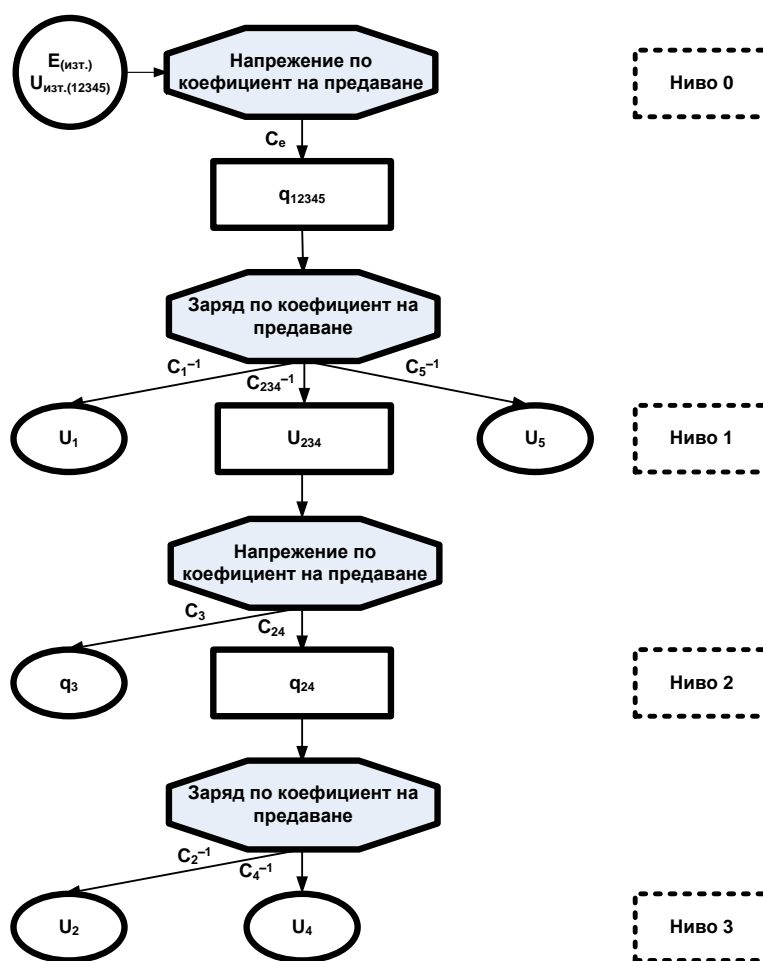 E(изт.)
Uизт.(12345)
Напрежение по
коефициент на предаване
Ниво 0
Ce
q12345
Заряд по коефициент на
предаване
C1⁻¹
C234⁻¹
C5⁻¹
U1
U234
U5
Ниво 1
Напрежение по
коефициент на предаване
C3
C24
q3
q24
Ниво 2
Заряд по коефициент на
предаване
C2⁻¹
C4⁻¹
U2
U4
Ниво 3